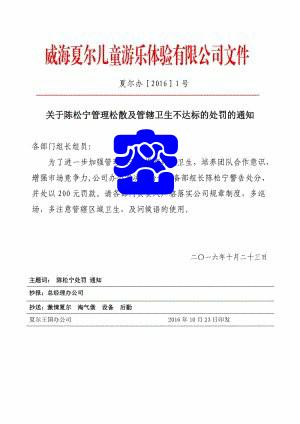 威海夏尔儿童游乐体验有限公司文件
夏尔办【2016】1号
关于陈松宁管理松散及管辖卫生不达标的处罚的通知
各部门组长组员:
为了进一步加强管理
卫生,培养团队合作意识,
增强市场竞争力,公司办
备部组长陈松宁警告处分,
并处以200元罚款。请各部门
落实公司规章制度,多巡
场,多注意管辖区域卫生,及问候语的使用。
二〇一六年十月二十三日
主题词: 陈松宁处罚 通知
抄报:总经理办公司
抄送:激情夏尔 淘气堡 设备 后勤
夏尔王国办公司 2016年10月23日印发